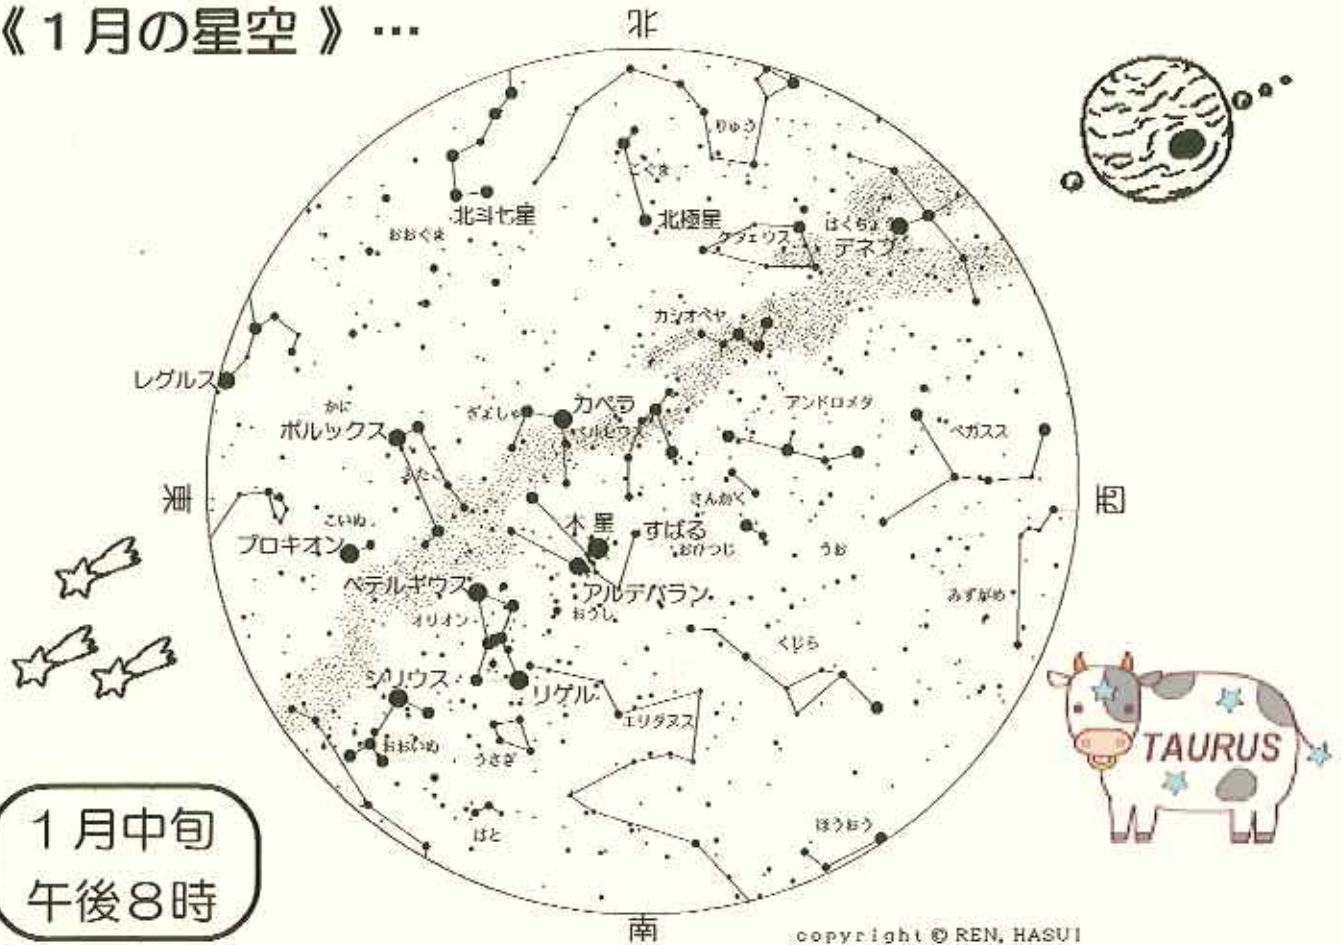 《１月の星空 》…
北
りゅう
こぐま
北斗七星
北極星
おおぐま
ケフェウス
はくちょう
デネブ
カシオペヤ
レグルス
かに
ポルックス
ぎょしゃ
カペラ
ペルセウス
アンドロメダ
ペガスス
ふたご
東
西
さんかく
こいぬ
プロキオン
木星
すばる
おひつじ
うお
ベテルギウス
アルデバラン
おうし
みずがめ
オリオン
くじら
シリウス
リゲル
エリダヌス
おおいぬ
うさぎ
TAURUS
１月中旬
午後８時
はと
ほうおう
南
copyright © REN, HASUI